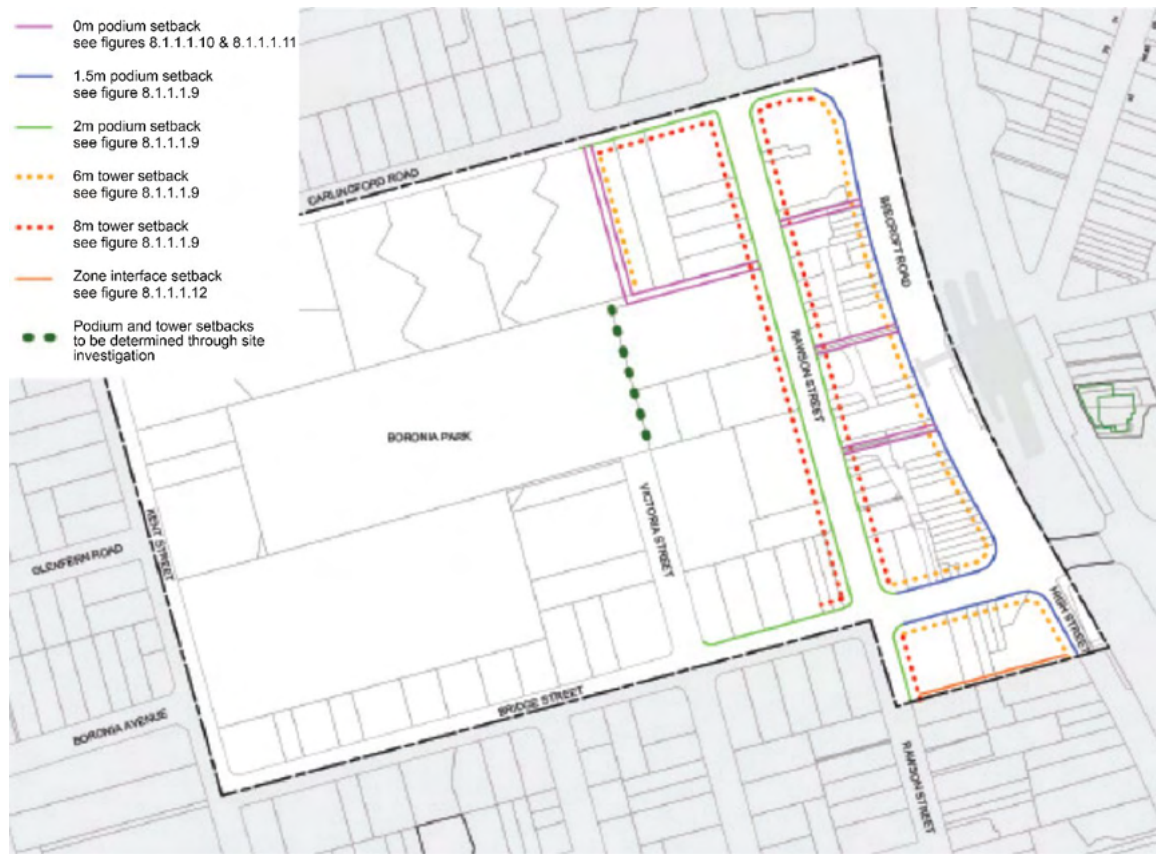 0m podium setback
see figures 8.1.1.1.10 & 8.1.1.1.11
1.5m podium setback
see figure 8.1.1.1.9
2m podium setback
see figure 8.1.1.1.9
6m tower setback
see figure 8.1.1.1.9
8m tower setback
see figure 8.1.1.1.9
Zone interface setback
see figure 8.1.1.1.12
Podium and tower setbacks
to be determined through site
investigation
CARLINGFORD ROAD
BEECROFT ROAD
RAWSON STREET
BORONIA PARK
VICTORIA STREET
KENT STREET
GLENFERN ROAD
HIGH STREET
BRIDGE STREET
BORONIA AVENUE
RAWSON STREET